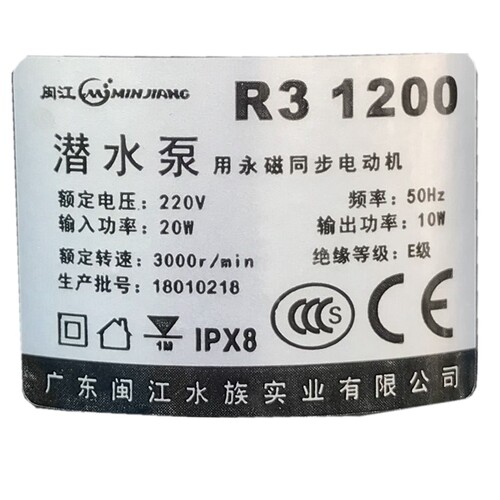 闽江 MINJIANG R3 1200
潜水泵 用永磁同步电动机
额定电压: 220V 频率: 50Hz
输入功率: 20W 输出功率: 10W
额定转速: 3000r/min 绝缘等级: E级
生产批号: 18010218
1M IPX8 CCC S CE
广东闽江水族实业有限公司